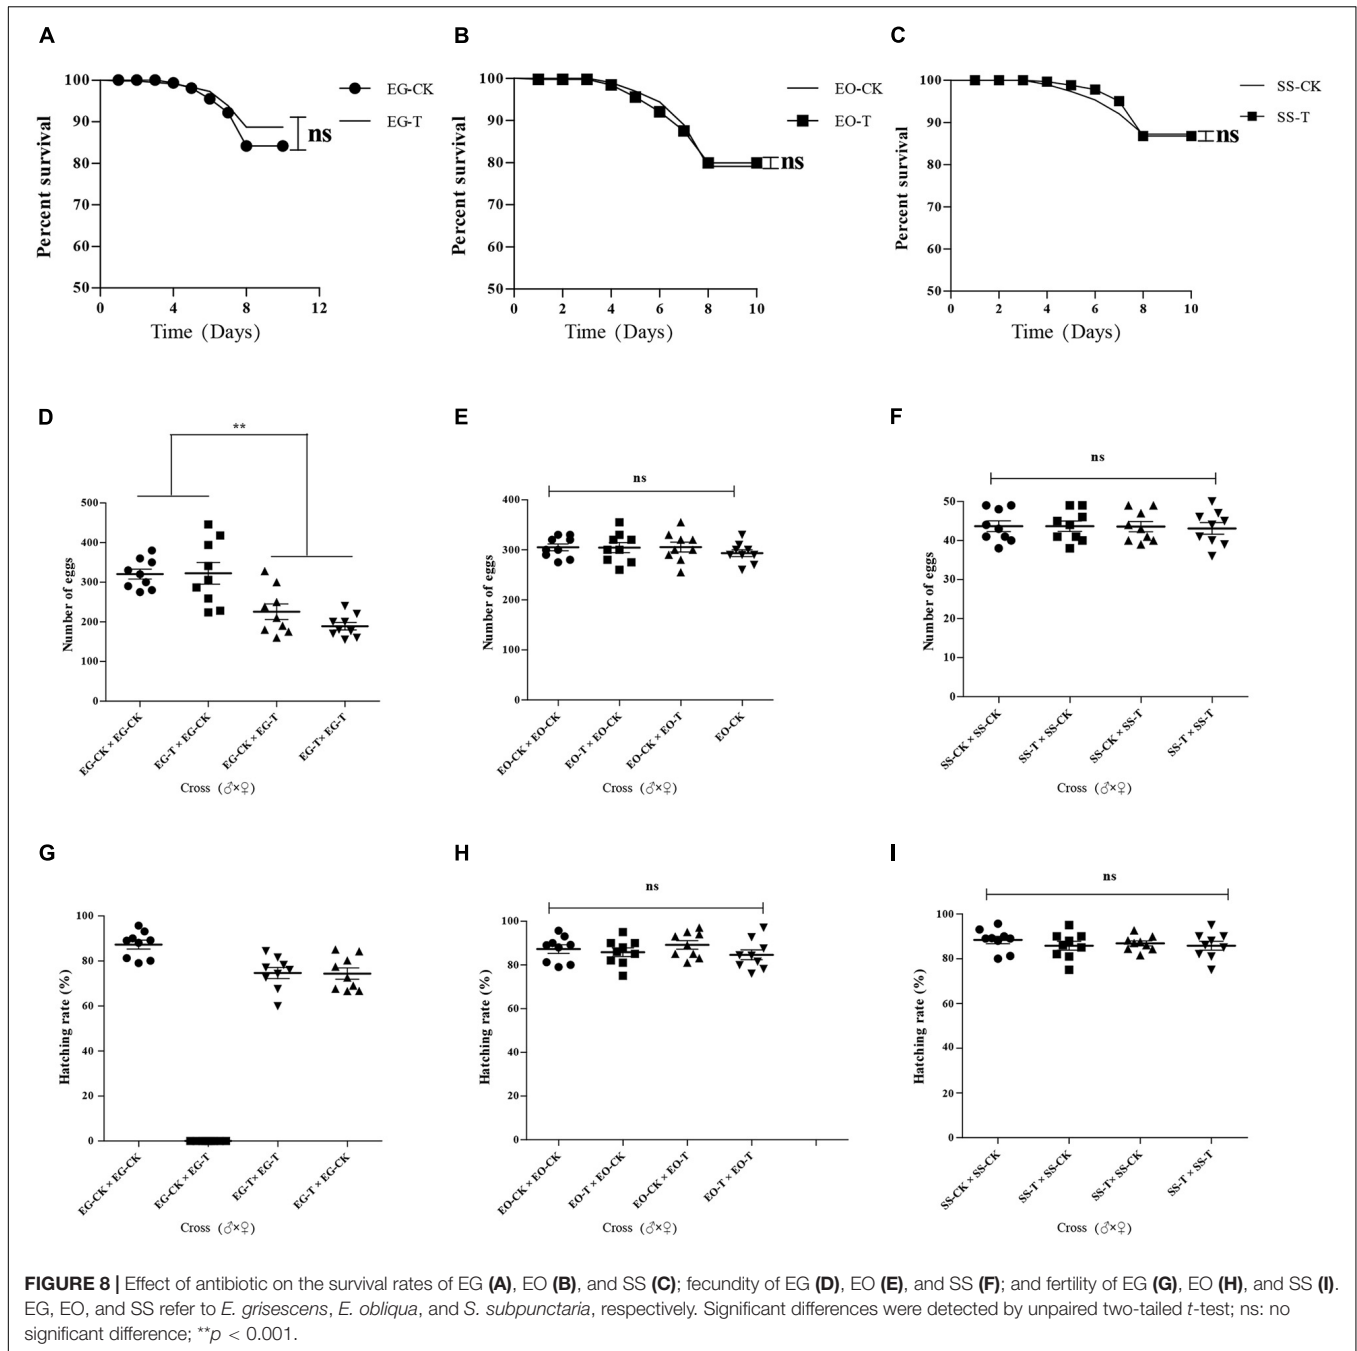 A
Percent survival
100
90
80
70
60
50
0
4
8
12
Time (Days)
EG-CK
EG-T
ns
B
Percent survival
100
90
80
70
60
50
0
2
4
6
8
10
Time (Days)
EO-CK
EO-T
ns
C
Percent survival
100
90
80
70
60
50
0
2
4
6
8
10
Time (Days)
SS-CK
SS-T
ns
D
**
Number of eggs
500
400
300
200
100
0
EG-CK × EG-CK
EG-T × EG-CK
EG-CK × EG-T
EG-T× EG-T
Cross (♂×♀)
E
ns
Number of eggs
400
300
200
100
0
EO-CK × EO-CK
EO-T × EO-CK
EO-CK × EO-T
EO-CK
Cross (♂×♀)
F
ns
Number of eggs
50
40
30
20
10
0
SS-CK × SS-CK
SS-T × SS-CK
SS-CK × SS-T
SS-T × SS-T
Cross (♂×♀)
G
Hatching rate (%)
100
80
60
40
20
0
EG-CK × EG-CK
EG-CK × EG-T
EG-T× EG-T
EG-T × EG-CK
Cross (♂×♀)
H
ns
Hatching rate (%)
100
80
60
40
20
0
EO-CK × EO-CK
EO-T × EO-CK
EO-CK × EO-T
EO-T × EO-T
Cross (♂×♀)
I
ns
Hatching rate (%)
100
80
60
40
20
0
SS-CK × SS-CK
SS-T × SS-CK
SS-T× SS-CK
SS-T × SS-T
Cross (♂×♀)
FIGURE 8 | Effect of antibiotic on the survival rates of EG (A), EO (B), and SS (C); fecundity of EG (D), EO (E), and SS (F); and fertility of EG (G), EO (H), and SS (I).
EG, EO, and SS refer to E. grisescens, E. obliqua, and S. subpunctaria, respectively. Significant differences were detected by unpaired two-tailed t-test; ns: no
significant difference; **p < 0.001.